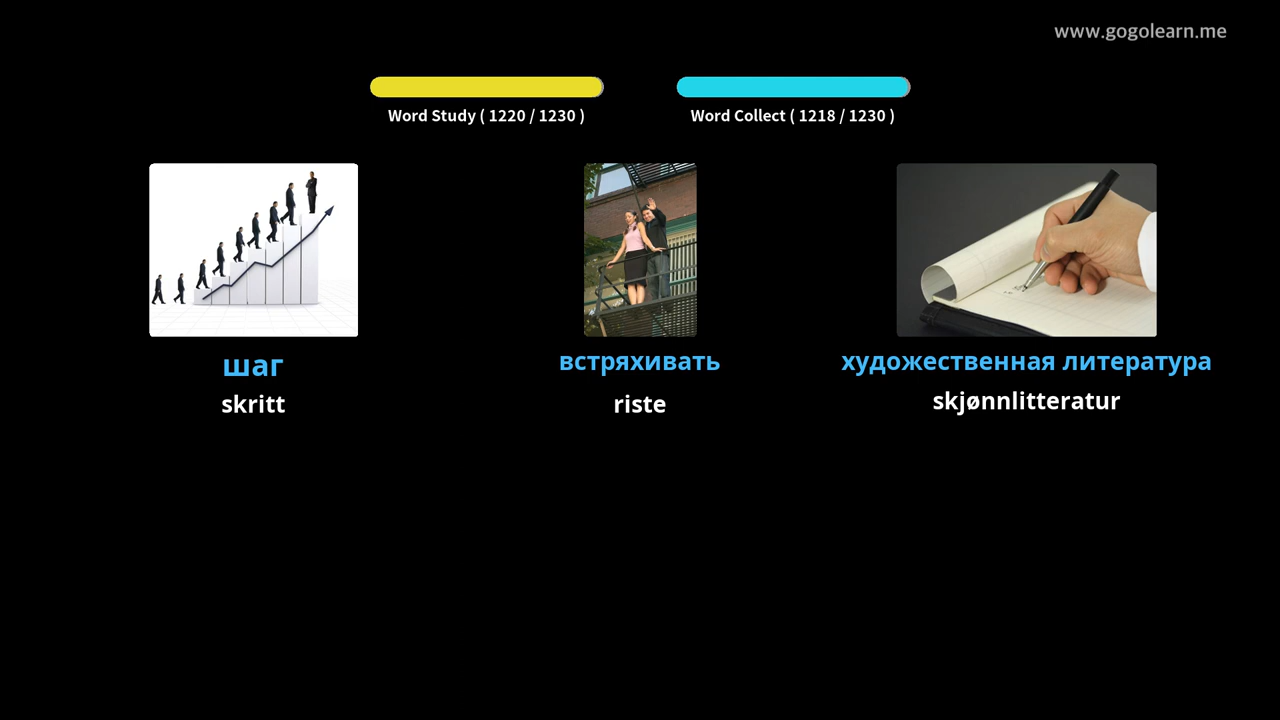 www.gogolearn.me
Word Study ( 1220 / 1230 )
Word Collect ( 1218 / 1230 )
шаг
skritt
встряхивать
riste
художественная литература
skjønnlitteratur